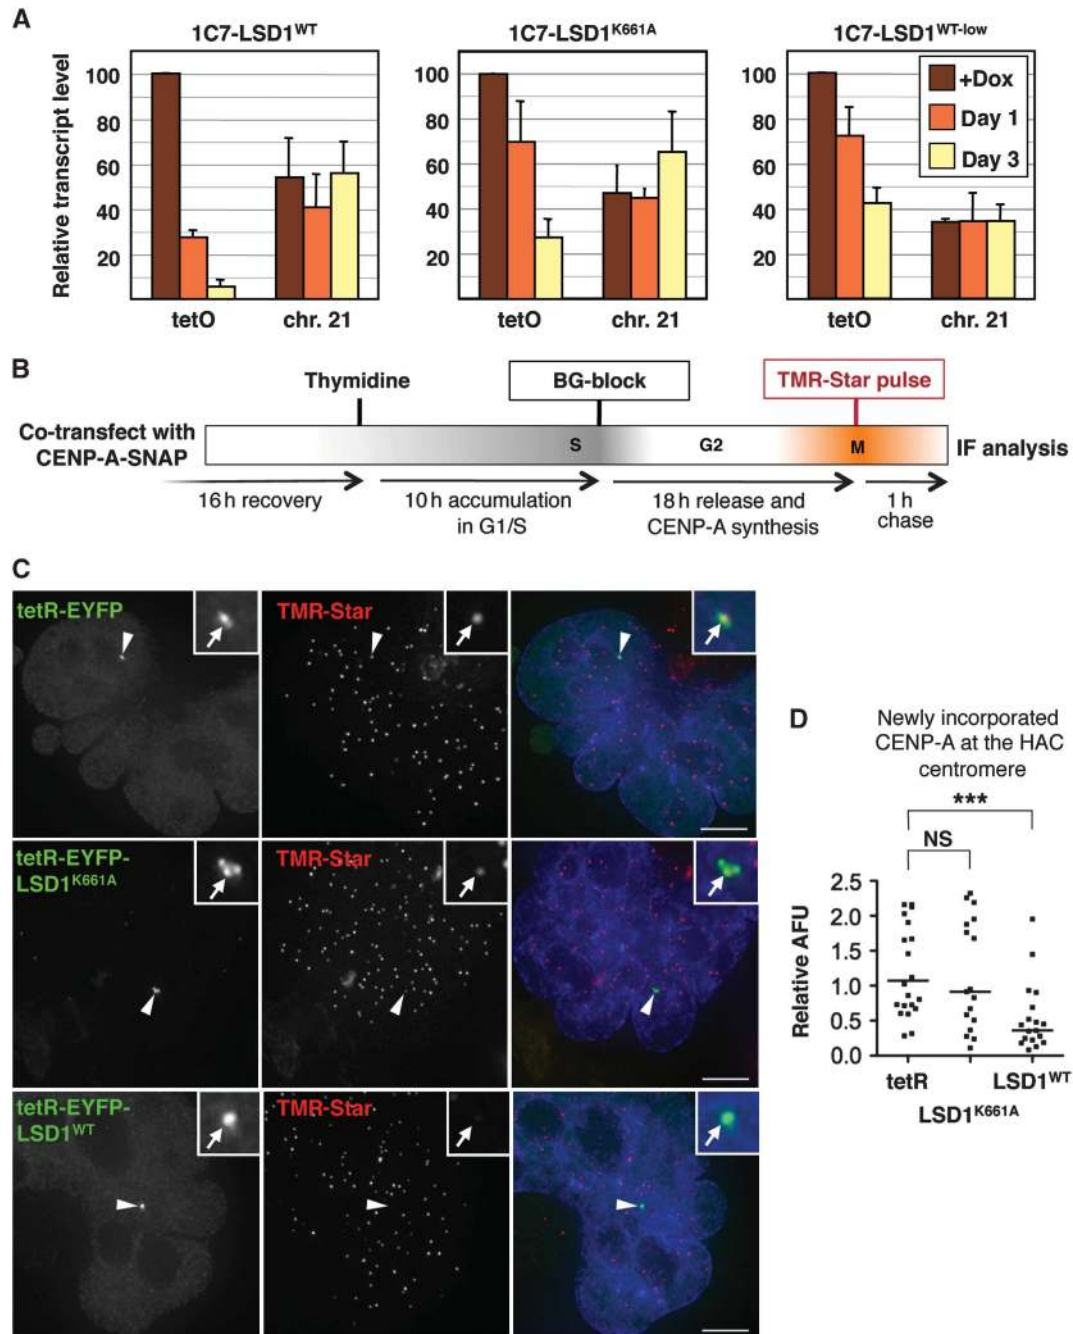 A
1C7-LSD1WT
1C7-LSD1K661A
1C7-LSD1WT-low
Relative transcript level
100
80
60
40
20
tetO
chr. 21
100
80
60
40
20
tetO
chr. 21
100
80
60
40
20
tetO
chr. 21
+Dox
Day 1
Day 3
B
Thymidine
BG-block
TMR-Star pulse
Co-transfect with
CENP-A-SNAP
S
G2
M
IF analysis
16 h recovery
10 h accumulation
in G1/S
18 h release and
CENP-A synthesis
1 h
chase
C
tetR-EYFP
TMR-Star
tetR-EYFP-
LSD1K661A
TMR-Star
tetR-EYFP-
LSD1WT
TMR-Star
D
Newly incorporated
CENP-A at the HAC
centromere
***
NS
Relative AFU
2.5
2.0
1.5
1.0
0.5
0.0
tetR
LSD1WT
LSD1K661A